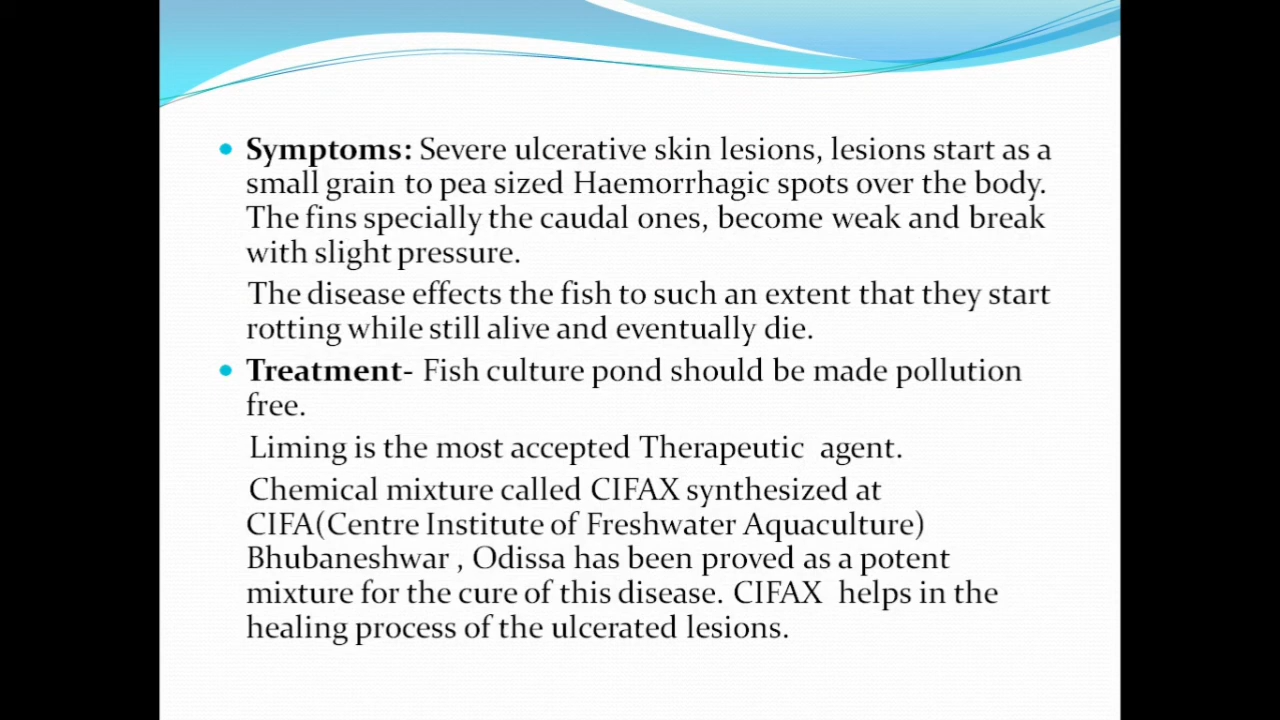 Symptoms: Severe ulcerative skin lesions, lesions start as a
small grain to pea sized Haemorrhagic spots over the body.
The fins specially the caudal ones, become weak and break
with slight pressure.
The disease effects the fish to such an extent that they start
rotting while still alive and eventually die.
Treatment- Fish culture pond should be made pollution
free.
Liming is the most accepted Therapeutic agent.
Chemical mixture called CIFAX synthesized at
CIFA(Centre Institute of Freshwater Aquaculture)
Bhubaneshwar , Odissa has been proved as a potent
mixture for the cure of this disease. CIFAX helps in the
healing process of the ulcerated lesions.